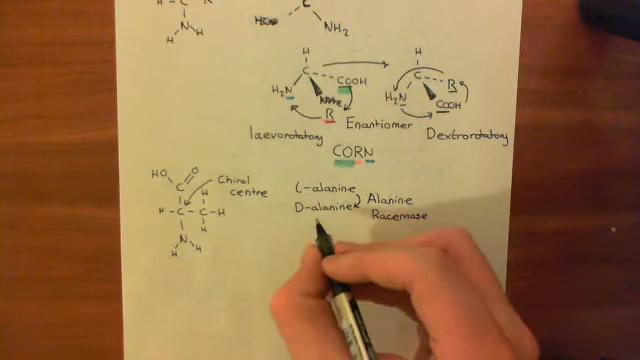 H - C R
N
H H
C
NH2
H
C
COOH
H2N
R
H
C
R
H2N
COOH
laevorotatory
Enantiomer
Dextrorotatory
CORN
HO O
C
Chiral
centre
H
H - C - C - H
H
N
H H
L-alanine
D-alanine
Alanine
Racemase